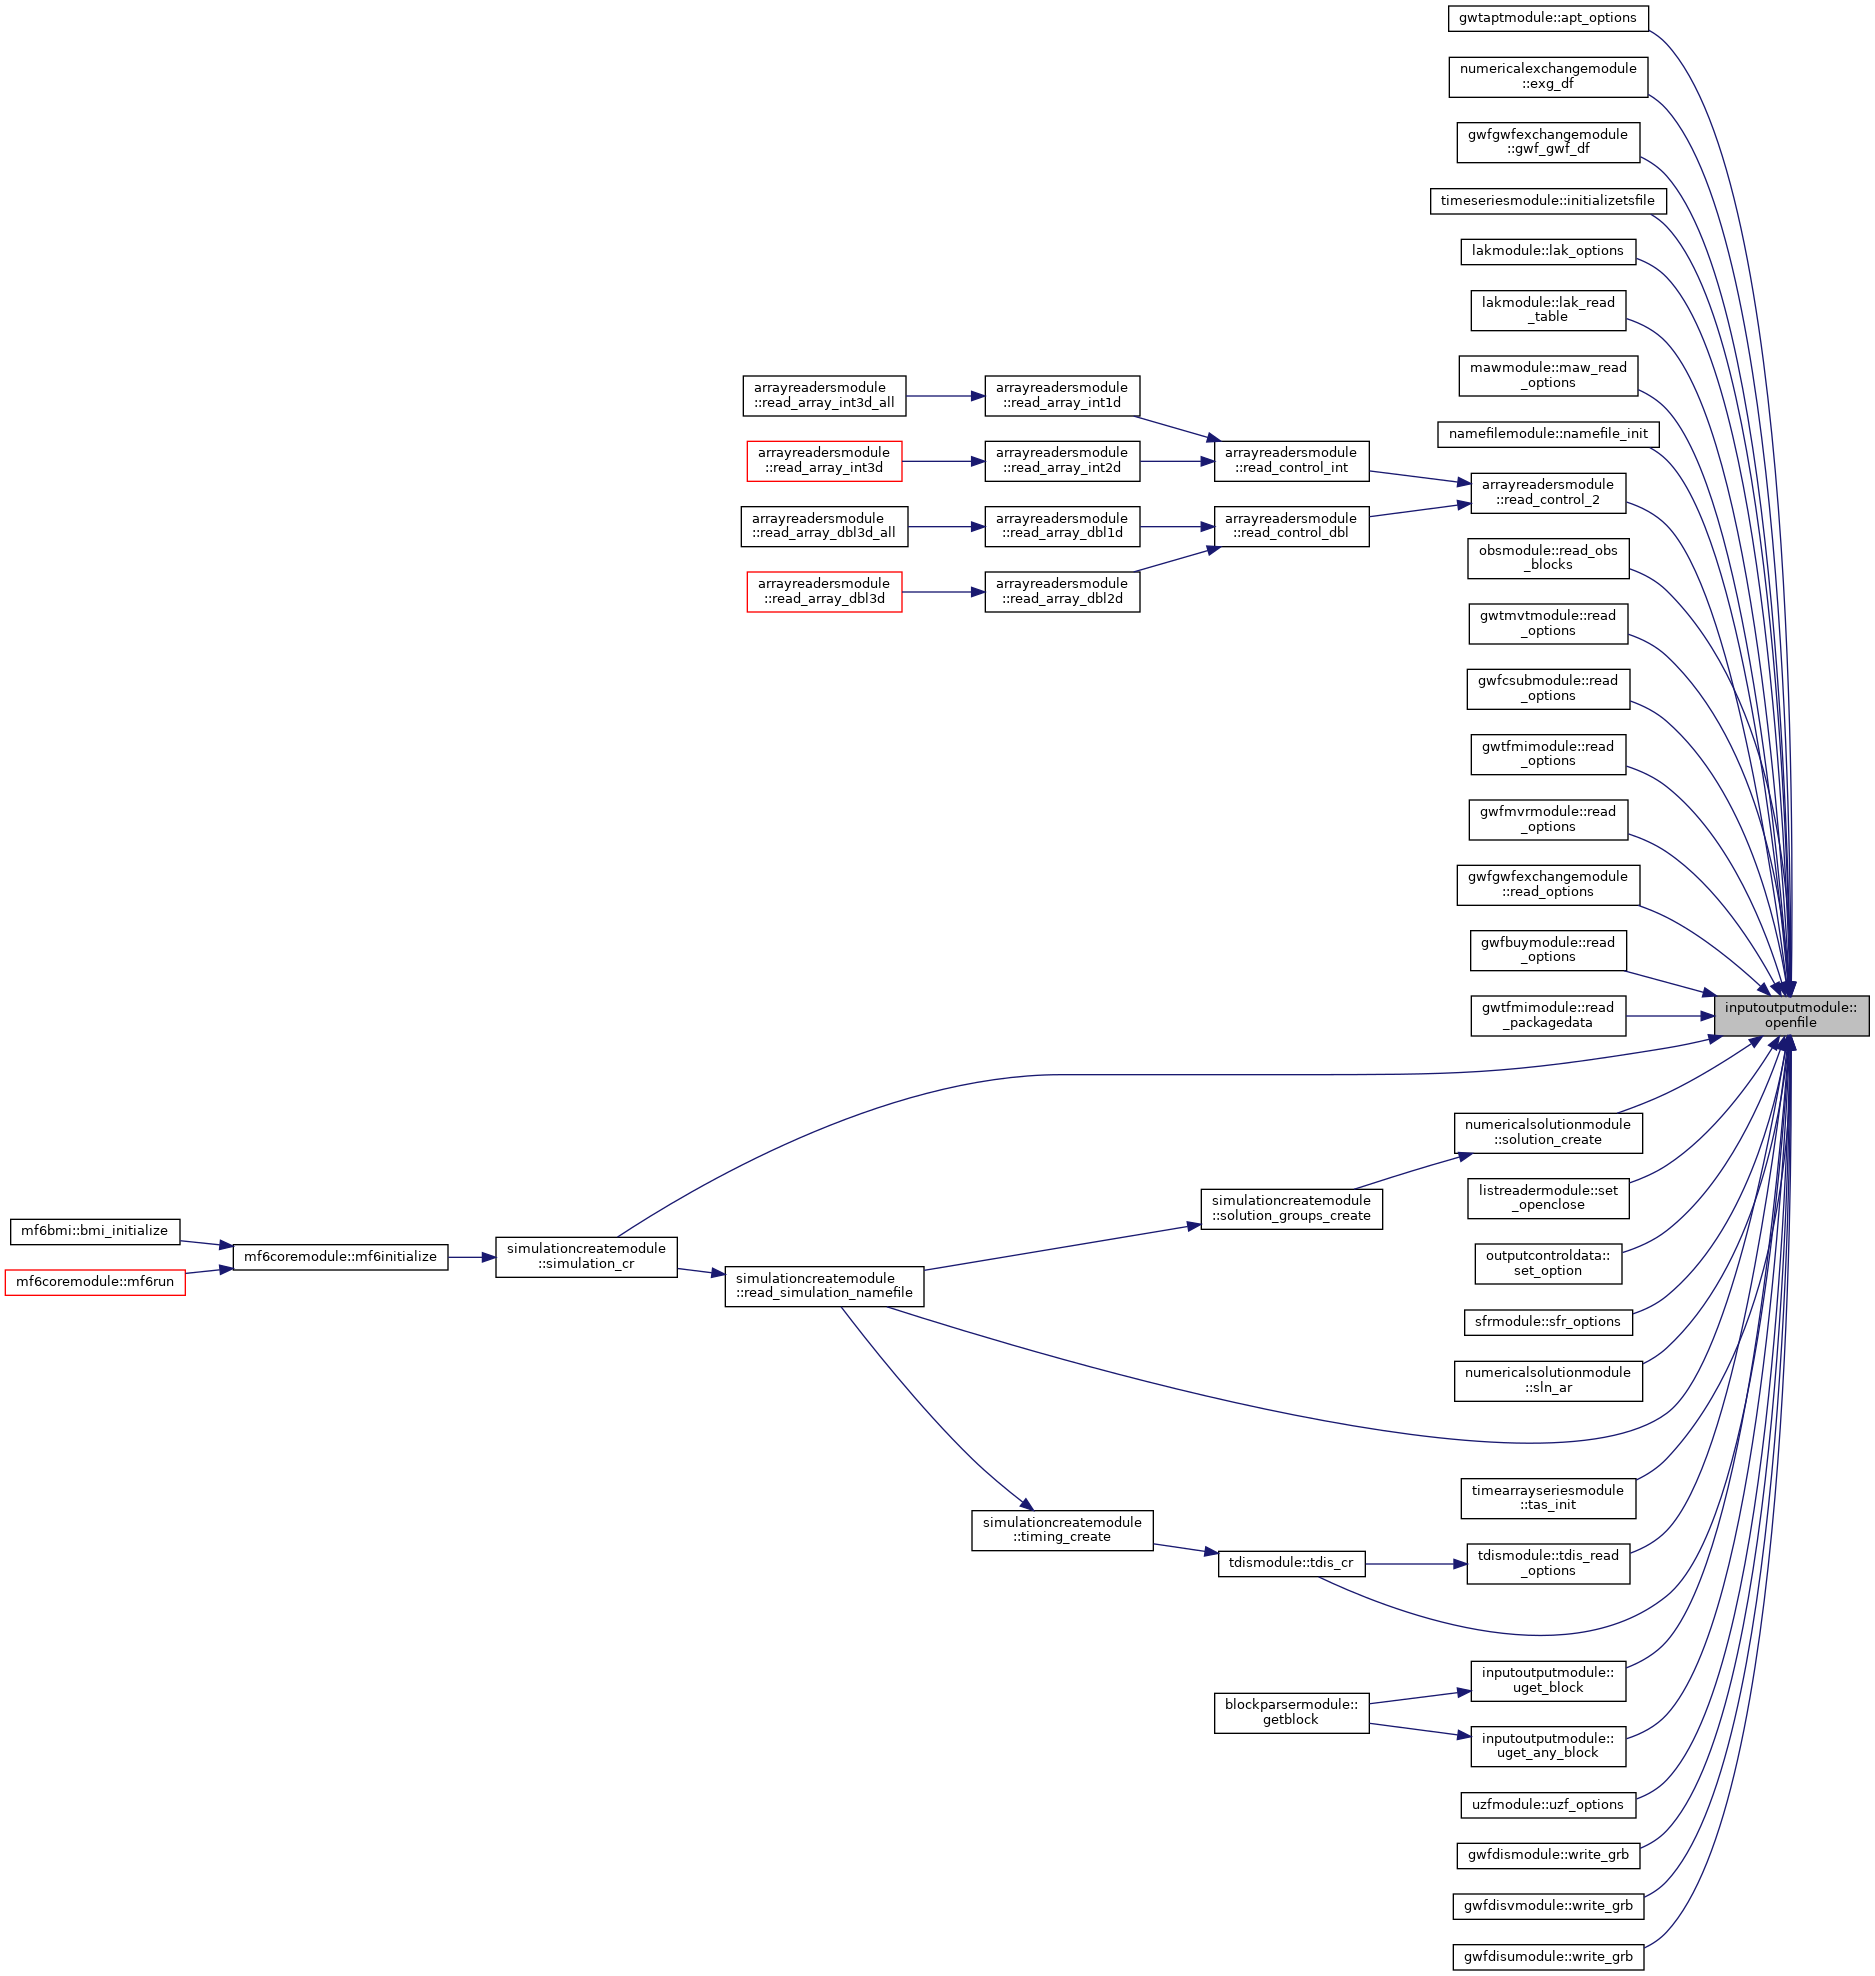 gwtaptmodule::apt_options
numericalexchangemodule
::exg_df
gwfgwfexchangemodule
::gwf_gwf_df
timeseriesmodule::initializetsfile
lakmodule::lak_options
lakmodule::lak_read
_table
mawmodule::maw_read
_options
namefilemodule::namefile_init
arrayreadersmodule
::read_array_int3d_all
arrayreadersmodule
::read_array_int1d
arrayreadersmodule
::read_array_int3d
arrayreadersmodule
::read_array_int2d
arrayreadersmodule
::read_control_int
arrayreadersmodule
::read_control_2
arrayreadersmodule
::read_array_dbl3d_all
arrayreadersmodule
::read_array_dbl1d
arrayreadersmodule
::read_control_dbl
arrayreadersmodule
::read_array_dbl3d
arrayreadersmodule
::read_array_dbl2d
obsmodule::read_obs
_blocks
gwtmvtmodule::read
_options
gwfcsubmodule::read
_options
gwtfmimodule::read
_options
gwfmvrmodule::read
_options
gwfgwfexchangemodule
::read_options
gwfbuymodule::read
_options
gwtfmimodule::read
_packagedata
inputoutputmodule::
openfile
numericalsolutionmodule
::solution_create
listreadermodule::set
_openclose
simulationcreatemodule
::solution_groups_create
mf6bmi::bmi_initialize
mf6coremodule::mf6initialize
mf6coremodule::mf6run
simulationcreatemodule
::simulation_cr
simulationcreatemodule
::read_simulation_namefile
outputcontroldata::
set_option
sfrmodule::sfr_options
numericalsolutionmodule
::sln_ar
timearrayseriesmodule
::tas_init
simulationcreatemodule
::timing_create
tdismodule::tdis_cr
tdismodule::tdis_read
_options
inputoutputmodule::
uget_block
blockparsermodule::
getblock
inputoutputmodule::
uget_any_block
uzfmodule::uzf_options
gwfdismodule::write_grb
gwfdisvmodule::write_grb
gwfdisumodule::write_grb